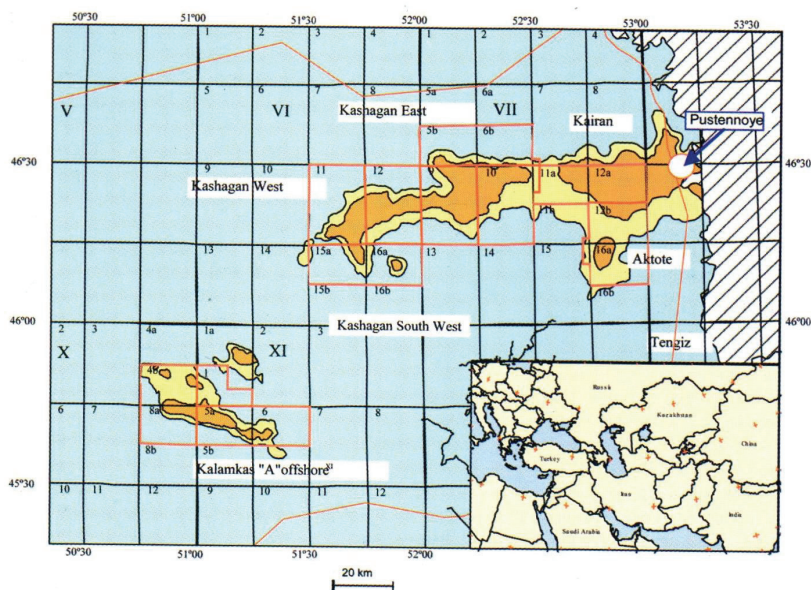 50°30 51°00 51°30 52°00 52°30 53°00 53°30
1 2 3 4 1 2 3 4
5 6 7 8 5a 6a 7 8
V VI VII
Kashagan East
5b 6b
Kairan
Pustennoye
46°30 46°30
9 10 11 12 9 10 11a 12a
Kashagan West
11b 12b
13 14 15a 16a 13 14 15 16a
Aktote
15b 16b 16b
46°00
2 3 4a 1a 2 3
Kashagan South West
Tengiz
X XI
4b 1
6 7 8a 5a 6 7 8
8b 5b
Kalamkas "A"offshore XI
45°30
10 11 12 9 10 11 12
Russia
Kazakhstan
China
Turkey
Iran
India
Saudi Arabia
50°30 51°00 51°30 52°00
20 km